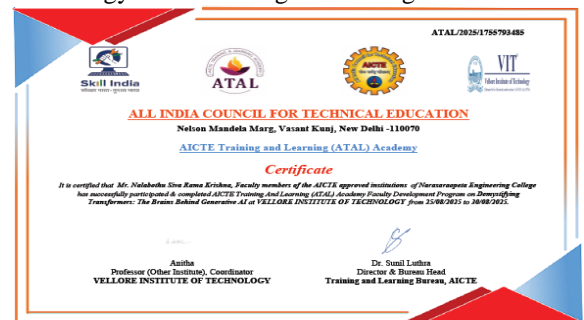 ATAL/2025/1755793485
Skill India
कौशल भारत - कुशल भारत
ATAL
AICTE
VIT
Vellore Institute of Technology
ALL INDIA COUNCIL FOR TECHNICAL EDUCATION
Nelson Mandela Marg, Vasant Kunj, New Delhi -110070
AICTE Training and Learning (ATAL) Academy
Certificate
It is certified that Mr. Nalabothu Siva Rama Krishna, Faculty members of the AICTE approved institutions of Narasaraopeta Engineering College
has successfully participated & completed AICTE Training And Learning (ATAL) Academy Faculty Development Program on Demystifying
Transformers: The Brains Behind Generative AI at VELLORE INSTITUTE OF TECHNOLOGY from 25/08/2025 to 30/08/2025.
Anitha
Professor (Other Institute), Coordinator
VELLORE INSTITUTE OF TECHNOLOGY
Dr. Sunil Luthra
Director & Bureau Head
Training and Learning Bureau, AICTE